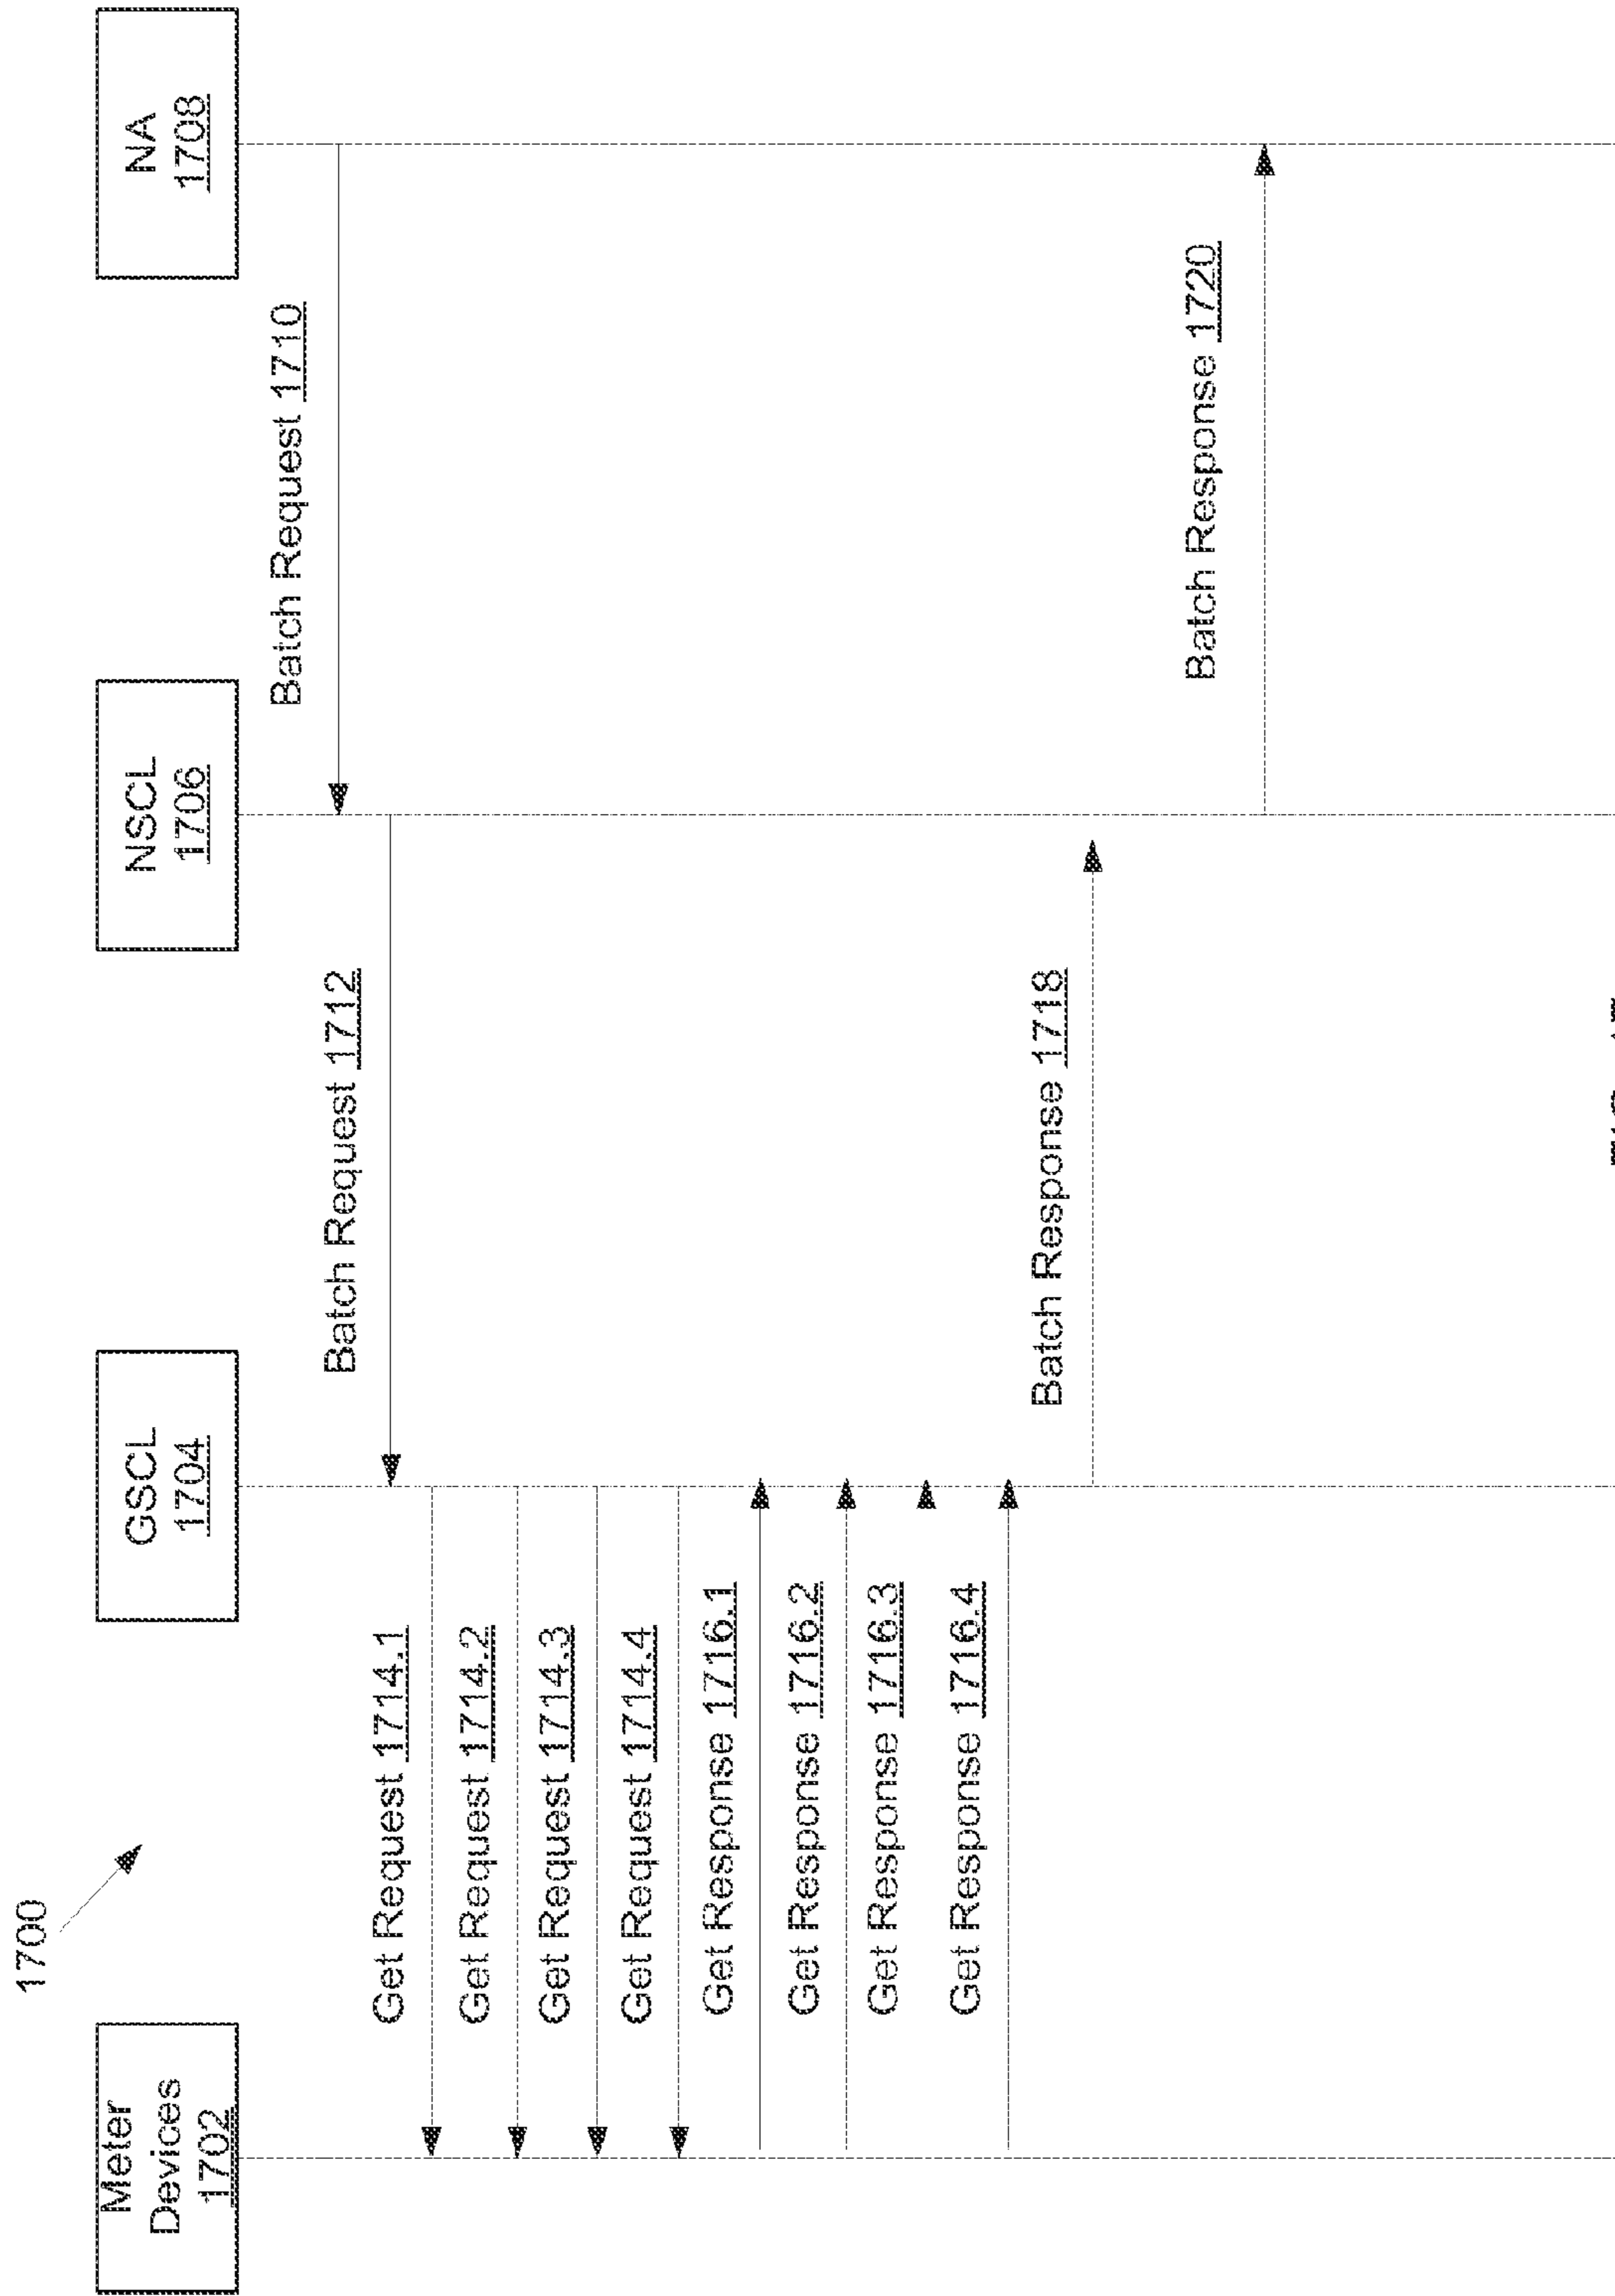 1700
Meter
Devices
1702
GSCL
1704
NSCL
1706
NA
1708
Batch Request 1710
Batch Request 1712
Get Request 1714.1
Get Request 1714.2
Get Request 1714.3
Get Request 1714.4
Get Response 1716.1
Get Response 1716.2
Get Response 1716.3
Get Response 1716.4
Batch Response 1718
Batch Response 1720